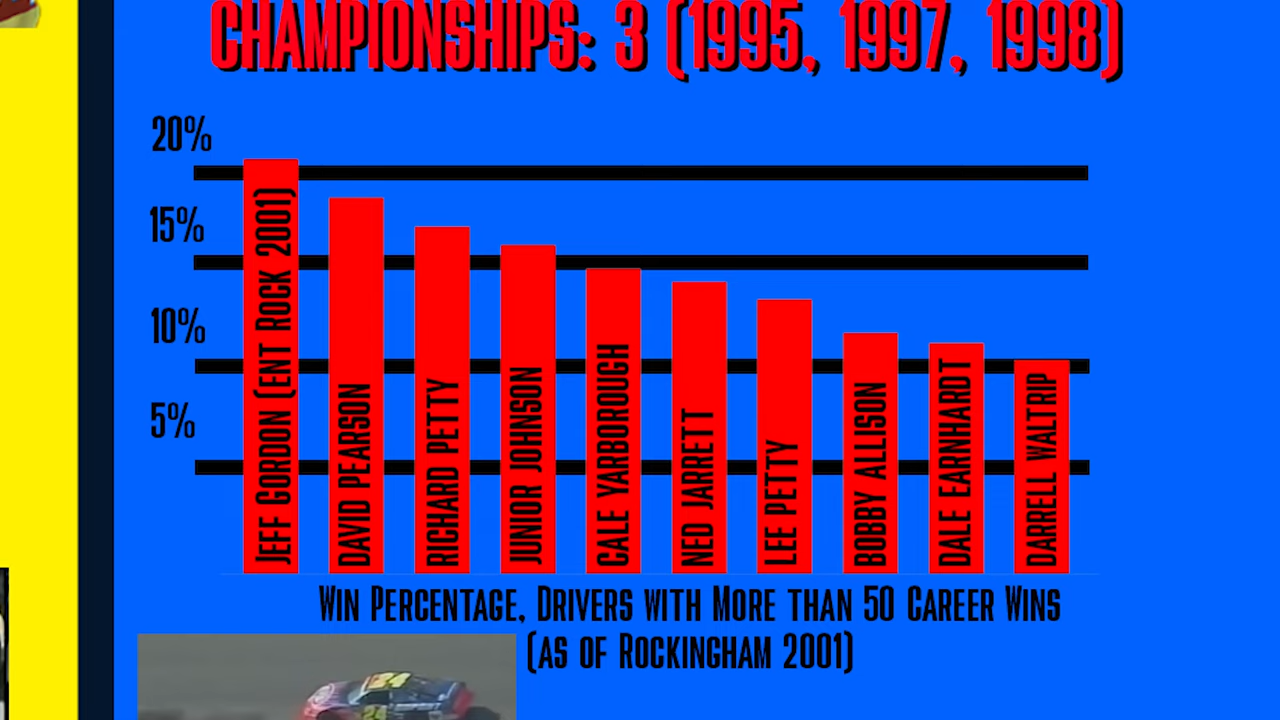 CHAMPIONSHIPS: 3 (1995, 1997, 1998)
20%
15%
10%
5%
JEFF GORDON (ENT ROCK 2001)
DAVID PEARSON
RICHARD PETTY
JUNIOR JOHNSON
CALE YARBOROUGH
NED JARRETT
LEE PETTY
BOBBY ALLISON
DALE EARNHARDT
DARRELL WALTRIP
WIN PERCENTAGE, DRIVERS WITH MORE THAN 50 CAREER WINS
(AS OF ROCKINGHAM 2001)
24
24